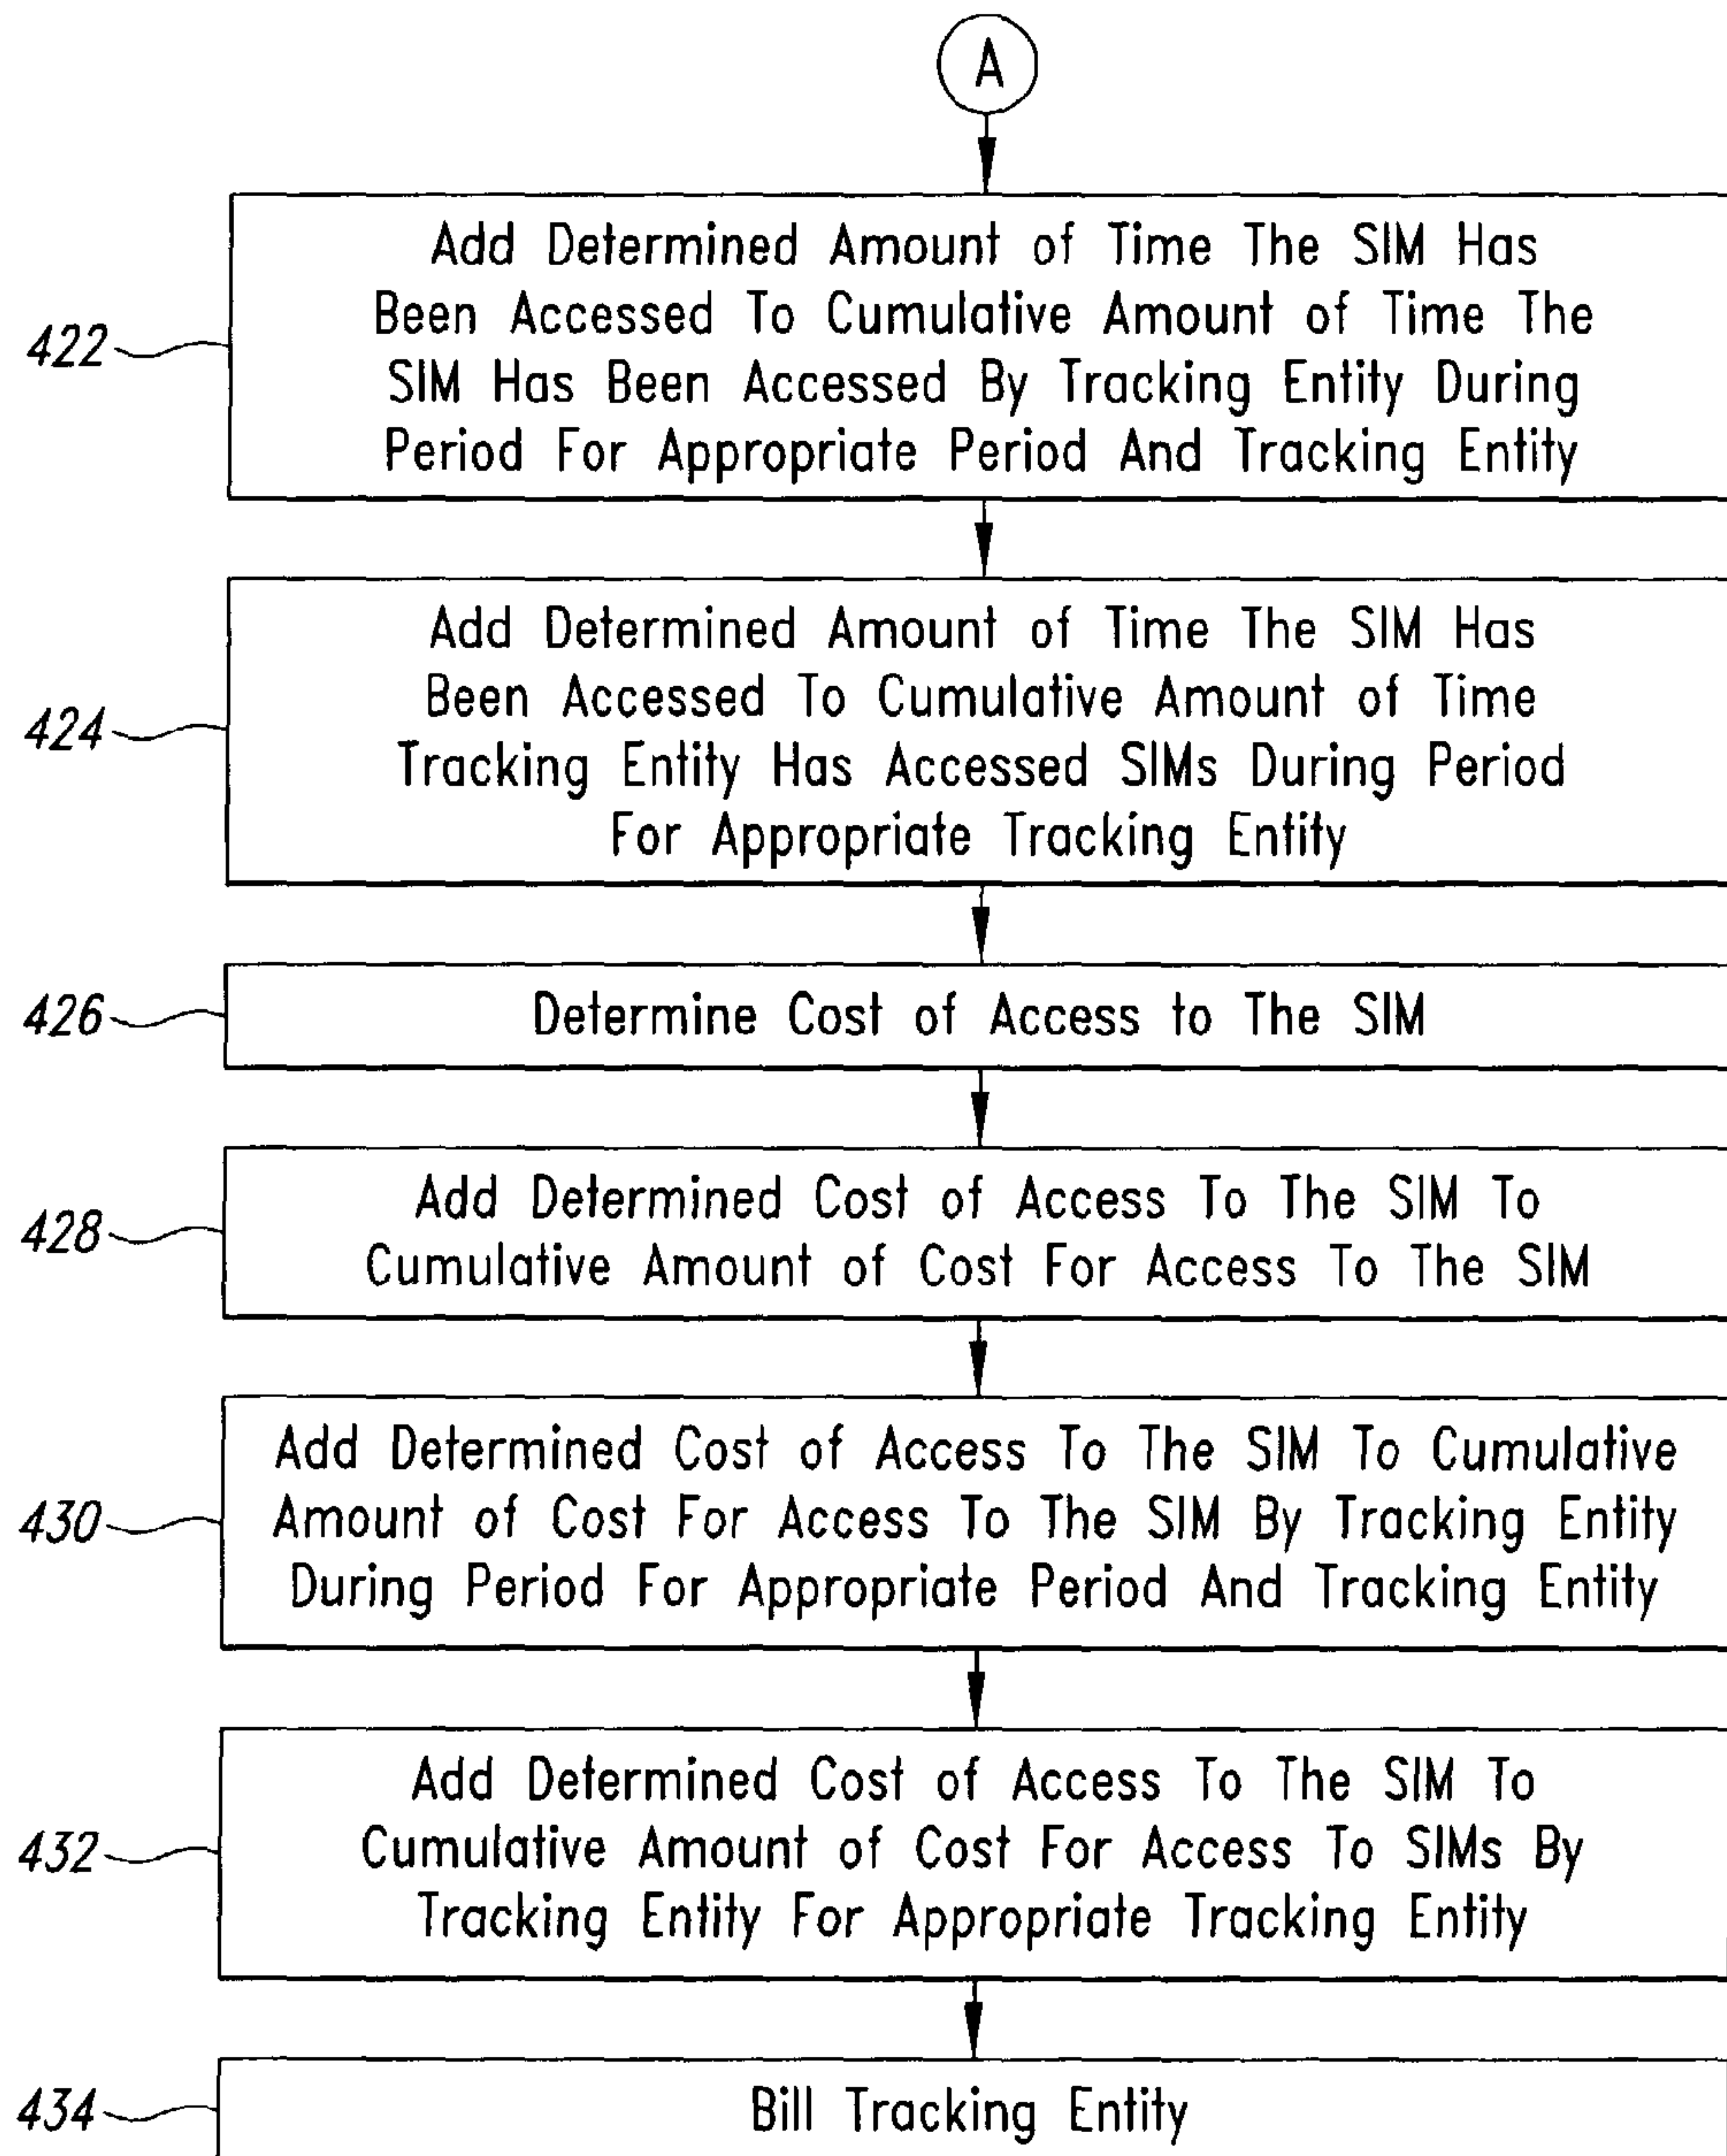 A
422
Add Determined Amount of Time The SIM Has
Been Accessed To Cumulative Amount of Time The
SIM Has Been Accessed By Tracking Entity During
Period For Appropriate Period And Tracking Entity
424
Add Determined Amount of Time The SIM Has
Been Accessed To Cumulative Amount of Time
Tracking Entity Has Accessed SIMs During Period
For Appropriate Tracking Entity
426
Determine Cost of Access to The SIM
428
Add Determined Cost of Access To The SIM To
Cumulative Amount of Cost For Access To The SIM
430
Add Determined Cost of Access To The SIM To Cumulative
Amount of Cost For Access To The SIM By Tracking Entity
During Period For Appropriate Period And Tracking Entity
432
Add Determined Cost of Access To The SIM To
Cumulative Amount of Cost For Access To SIMs By
Tracking Entity For Appropriate Tracking Entity
434
Bill Tracking Entity